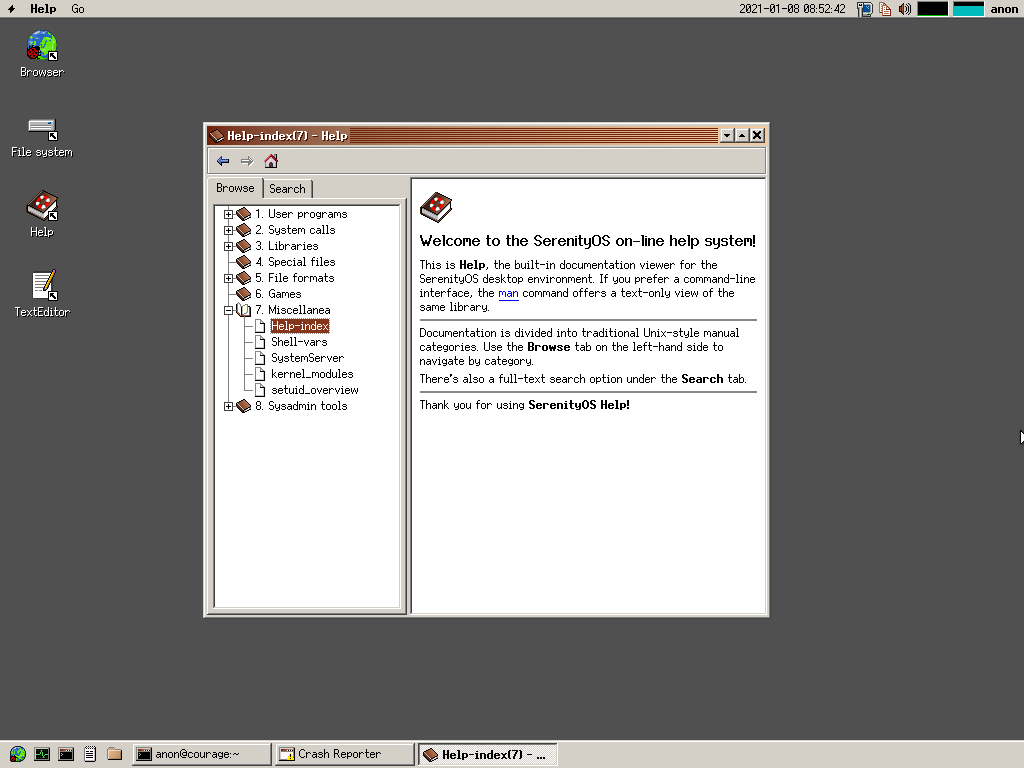 Help Go 2021-01-08 08:52:42 anon
Browser
File system
Help
TextEditor
Help-index(7) - Help
Browse Search
1. User programs
2. System calls
3. Libraries
4. Special files
5. File formats
6. Games
7. Miscellanea
Help-index
Shell-vars
SystemServer
kernel_modules
setuid_overview
8. Sysadmin tools
Welcome to the SerenityOS on-line help system!
This is Help, the built-in documentation viewer for the
SerenityOS desktop environment. If you prefer a command-line
interface, the man command offers a text-only view of the
same library.
Documentation is divided into traditional Unix-style manual
categories. Use the Browse tab on the left-hand side to
navigate by category.
There's also a full-text search option under the Search tab.
Thank you for using SerenityOS Help!
anon@courage:~ Crash Reporter Help-index(7) - ...